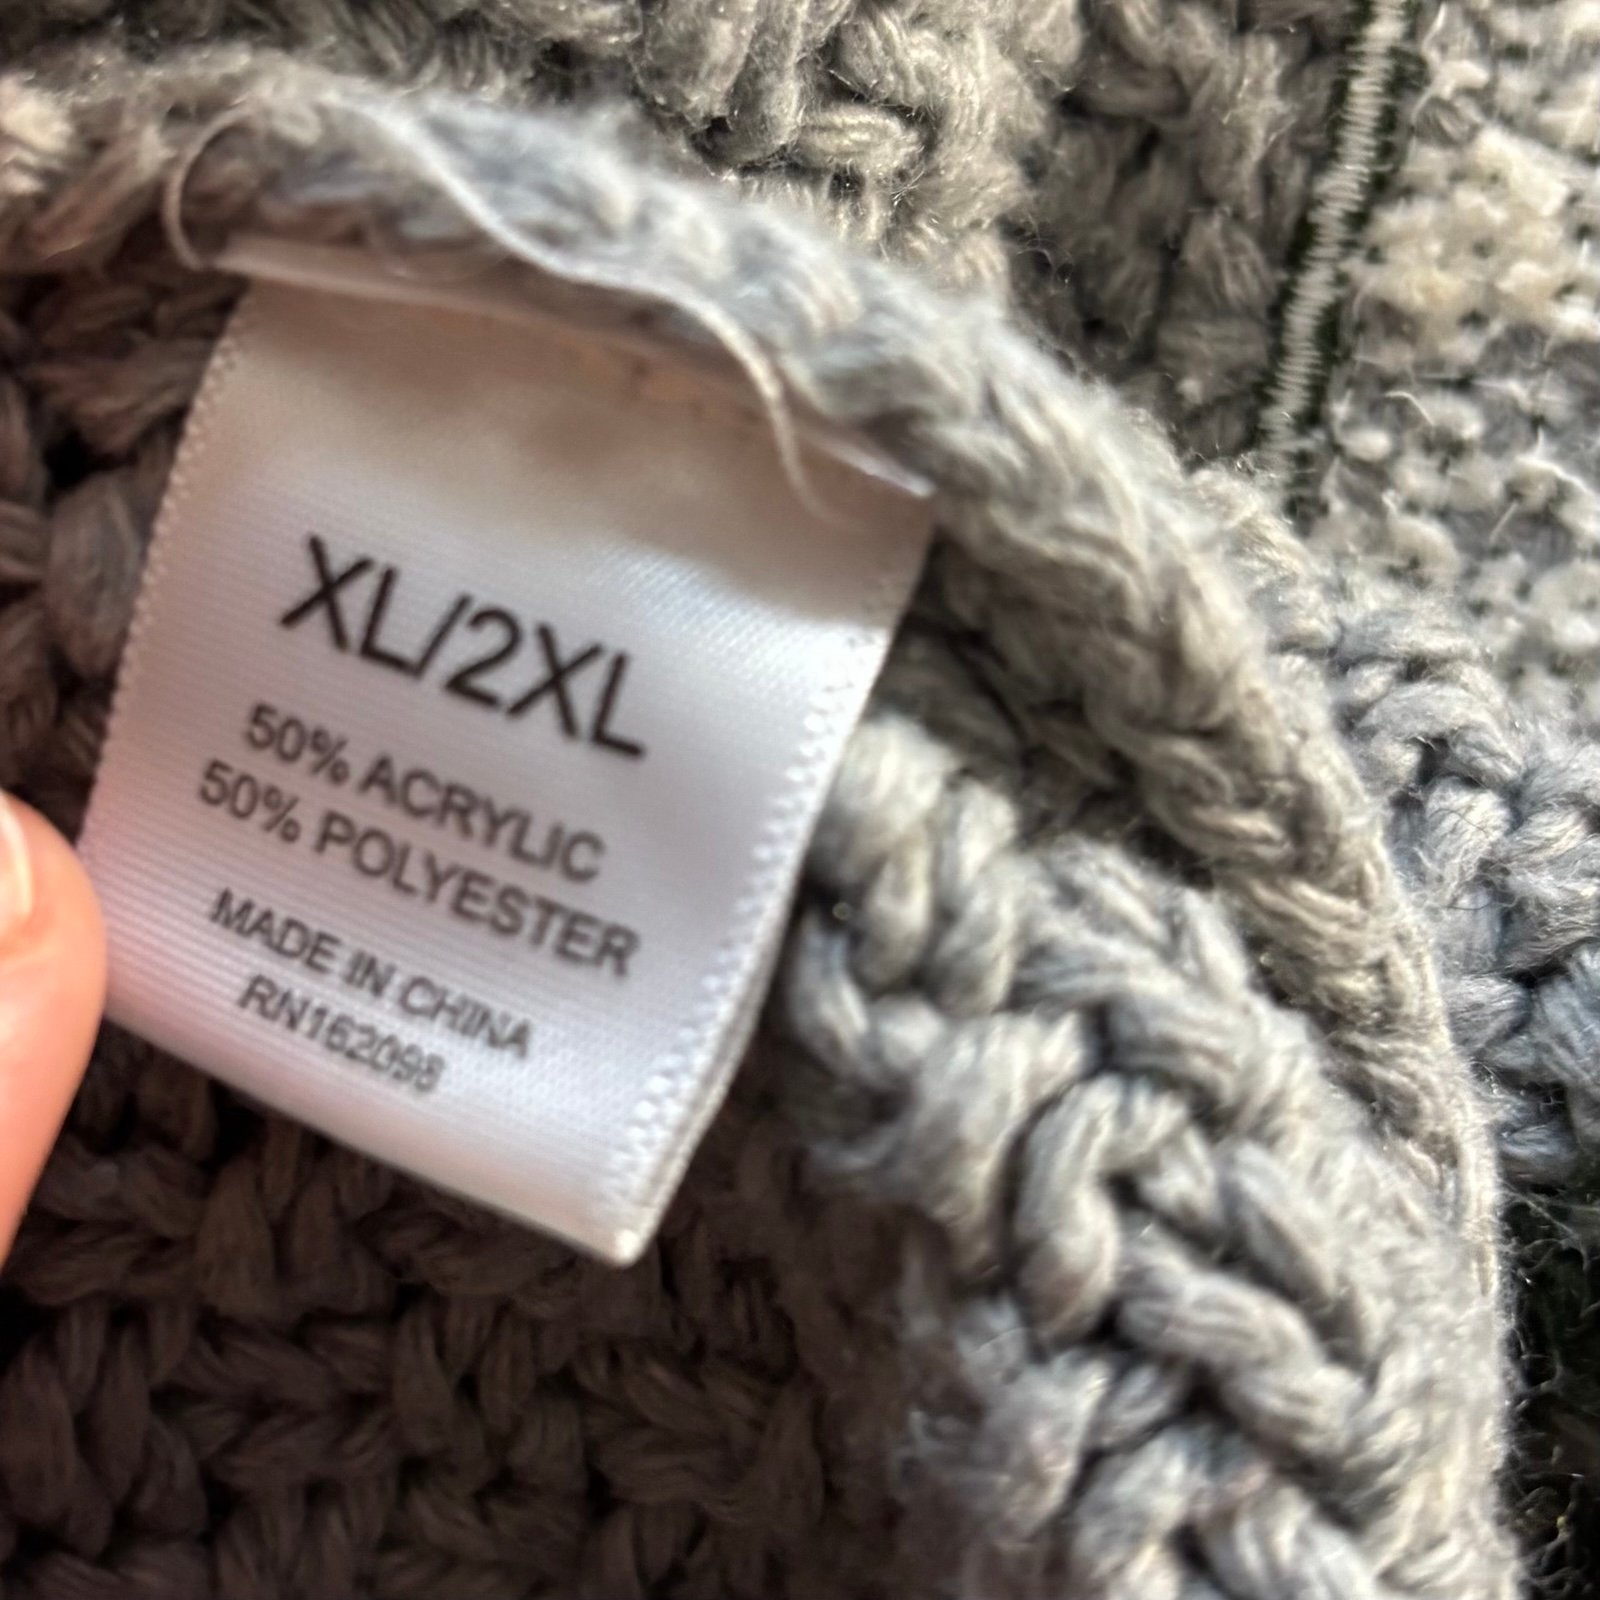 XL/2XL
50% ACRYLIC
50% POLYESTER
MADE IN CHINA
RN162098